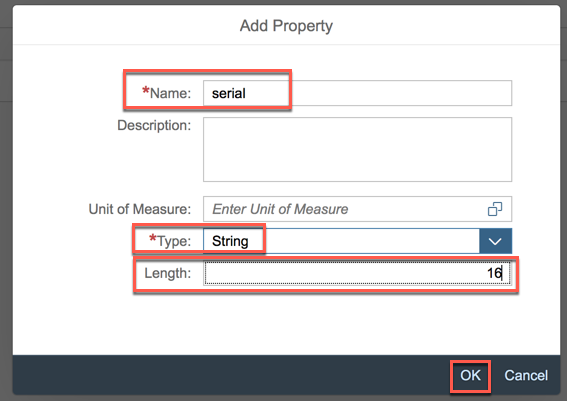 Add Property
*Name: serial
Description:
Unit of Measure: Enter Unit of Measure
*Type: String
Length: 16
OK Cancel